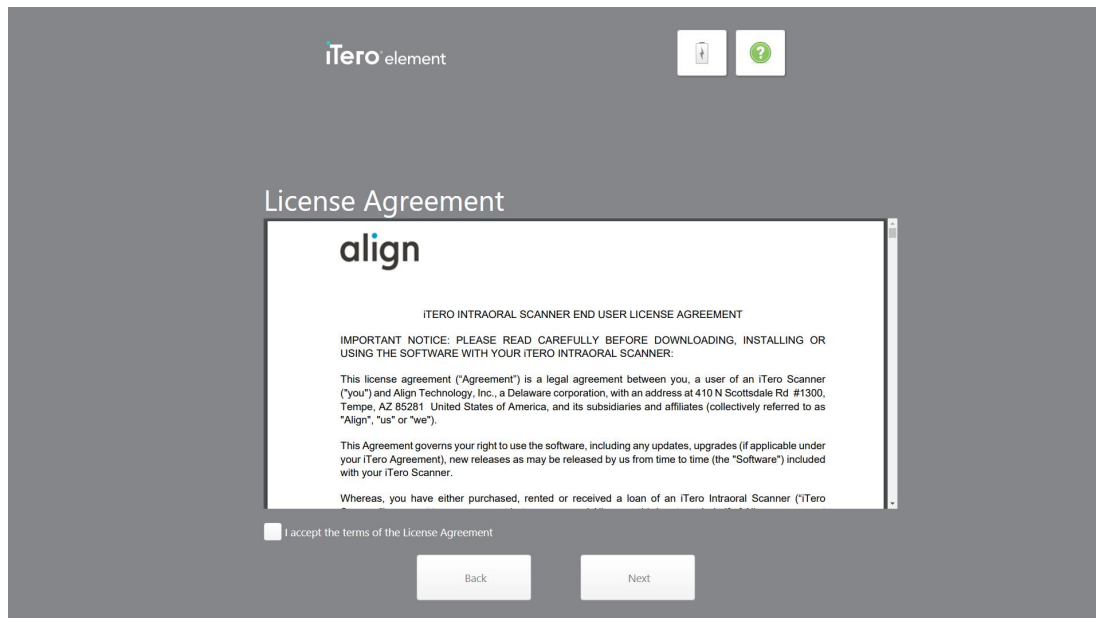 iTero element
License Agreement
align
iTERO INTRAORAL SCANNER END USER LICENSE AGREEMENT
IMPORTANT NOTICE: PLEASE READ CAREFULLY BEFORE DOWNLOADING, INSTALLING OR
USING THE SOFTWARE WITH YOUR iTERO INTRAORAL SCANNER:
This license agreement ("Agreement") is a legal agreement between you, a user of an iTero Scanner
("you") and Align Technology, Inc., a Delaware corporation, with an address at 410 N Scottsdale Rd #1300,
Tempe, AZ 85281 United States of America, and its subsidiaries and affiliates (collectively referred to as
"Align", "us" or "we").
This Agreement governs your right to use the software, including any updates, upgrades (if applicable under
your iTero Agreement), new releases as may be released by us from time to time (the "Software") included
with your iTero Scanner.
Whereas, you have either purchased, rented or received a loan of an iTero Intraoral Scanner ("iTero
I accept the terms of the License Agreement
Back
Next